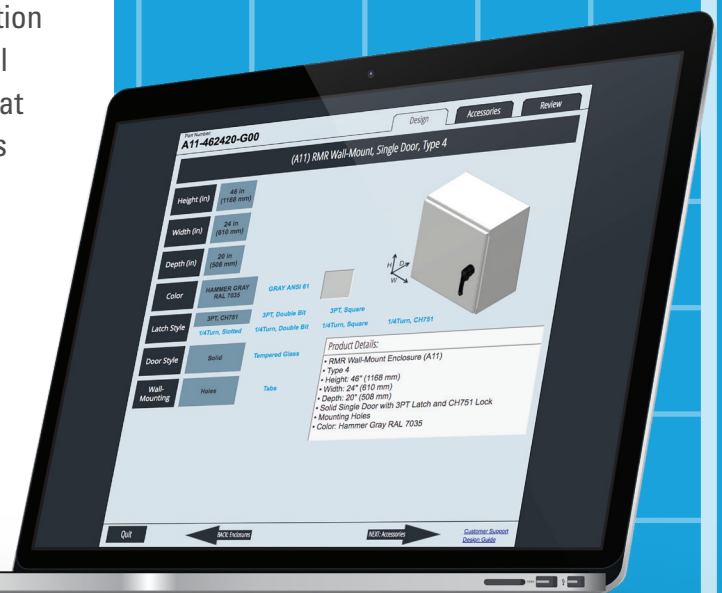 tion
l
at
s
Part Number
A11-462420-G00
Design
Accessories
Review
(A11) RMR Wall-Mount, Single Door, Type 4
Height (in)
46 in
(1168 mm)
Width (in)
24 in
(610 mm)
Depth (in)
20 in
(508 mm)
H
D
W
Color
HAMMER GRAY
RAL 7035
GRAY ANSI 61
Latch Style
3PT, CH751
3PT, Double Bit
3PT, Square
1/4Turn, Slotted
1/4Turn, Double Bit
1/4Turn, Square
1/4Turn, CH751
Door Style
Solid
Tempered Glass
Wall-
Mounting
Holes
Tabs
Product Details:
• RMR Wall-Mount Enclosure (A11)
• Type 4
• Height: 46" (1168 mm)
• Width: 24" (610 mm)
• Depth: 20" (508 mm)
• Solid Single Door with 3PT Latch and CH751 Lock
• Mounting Holes
• Color: Hammer Gray RAL 7035
Quit
BACK: Enclosures
NEXT: Accessories
Customer Support
Design Guide